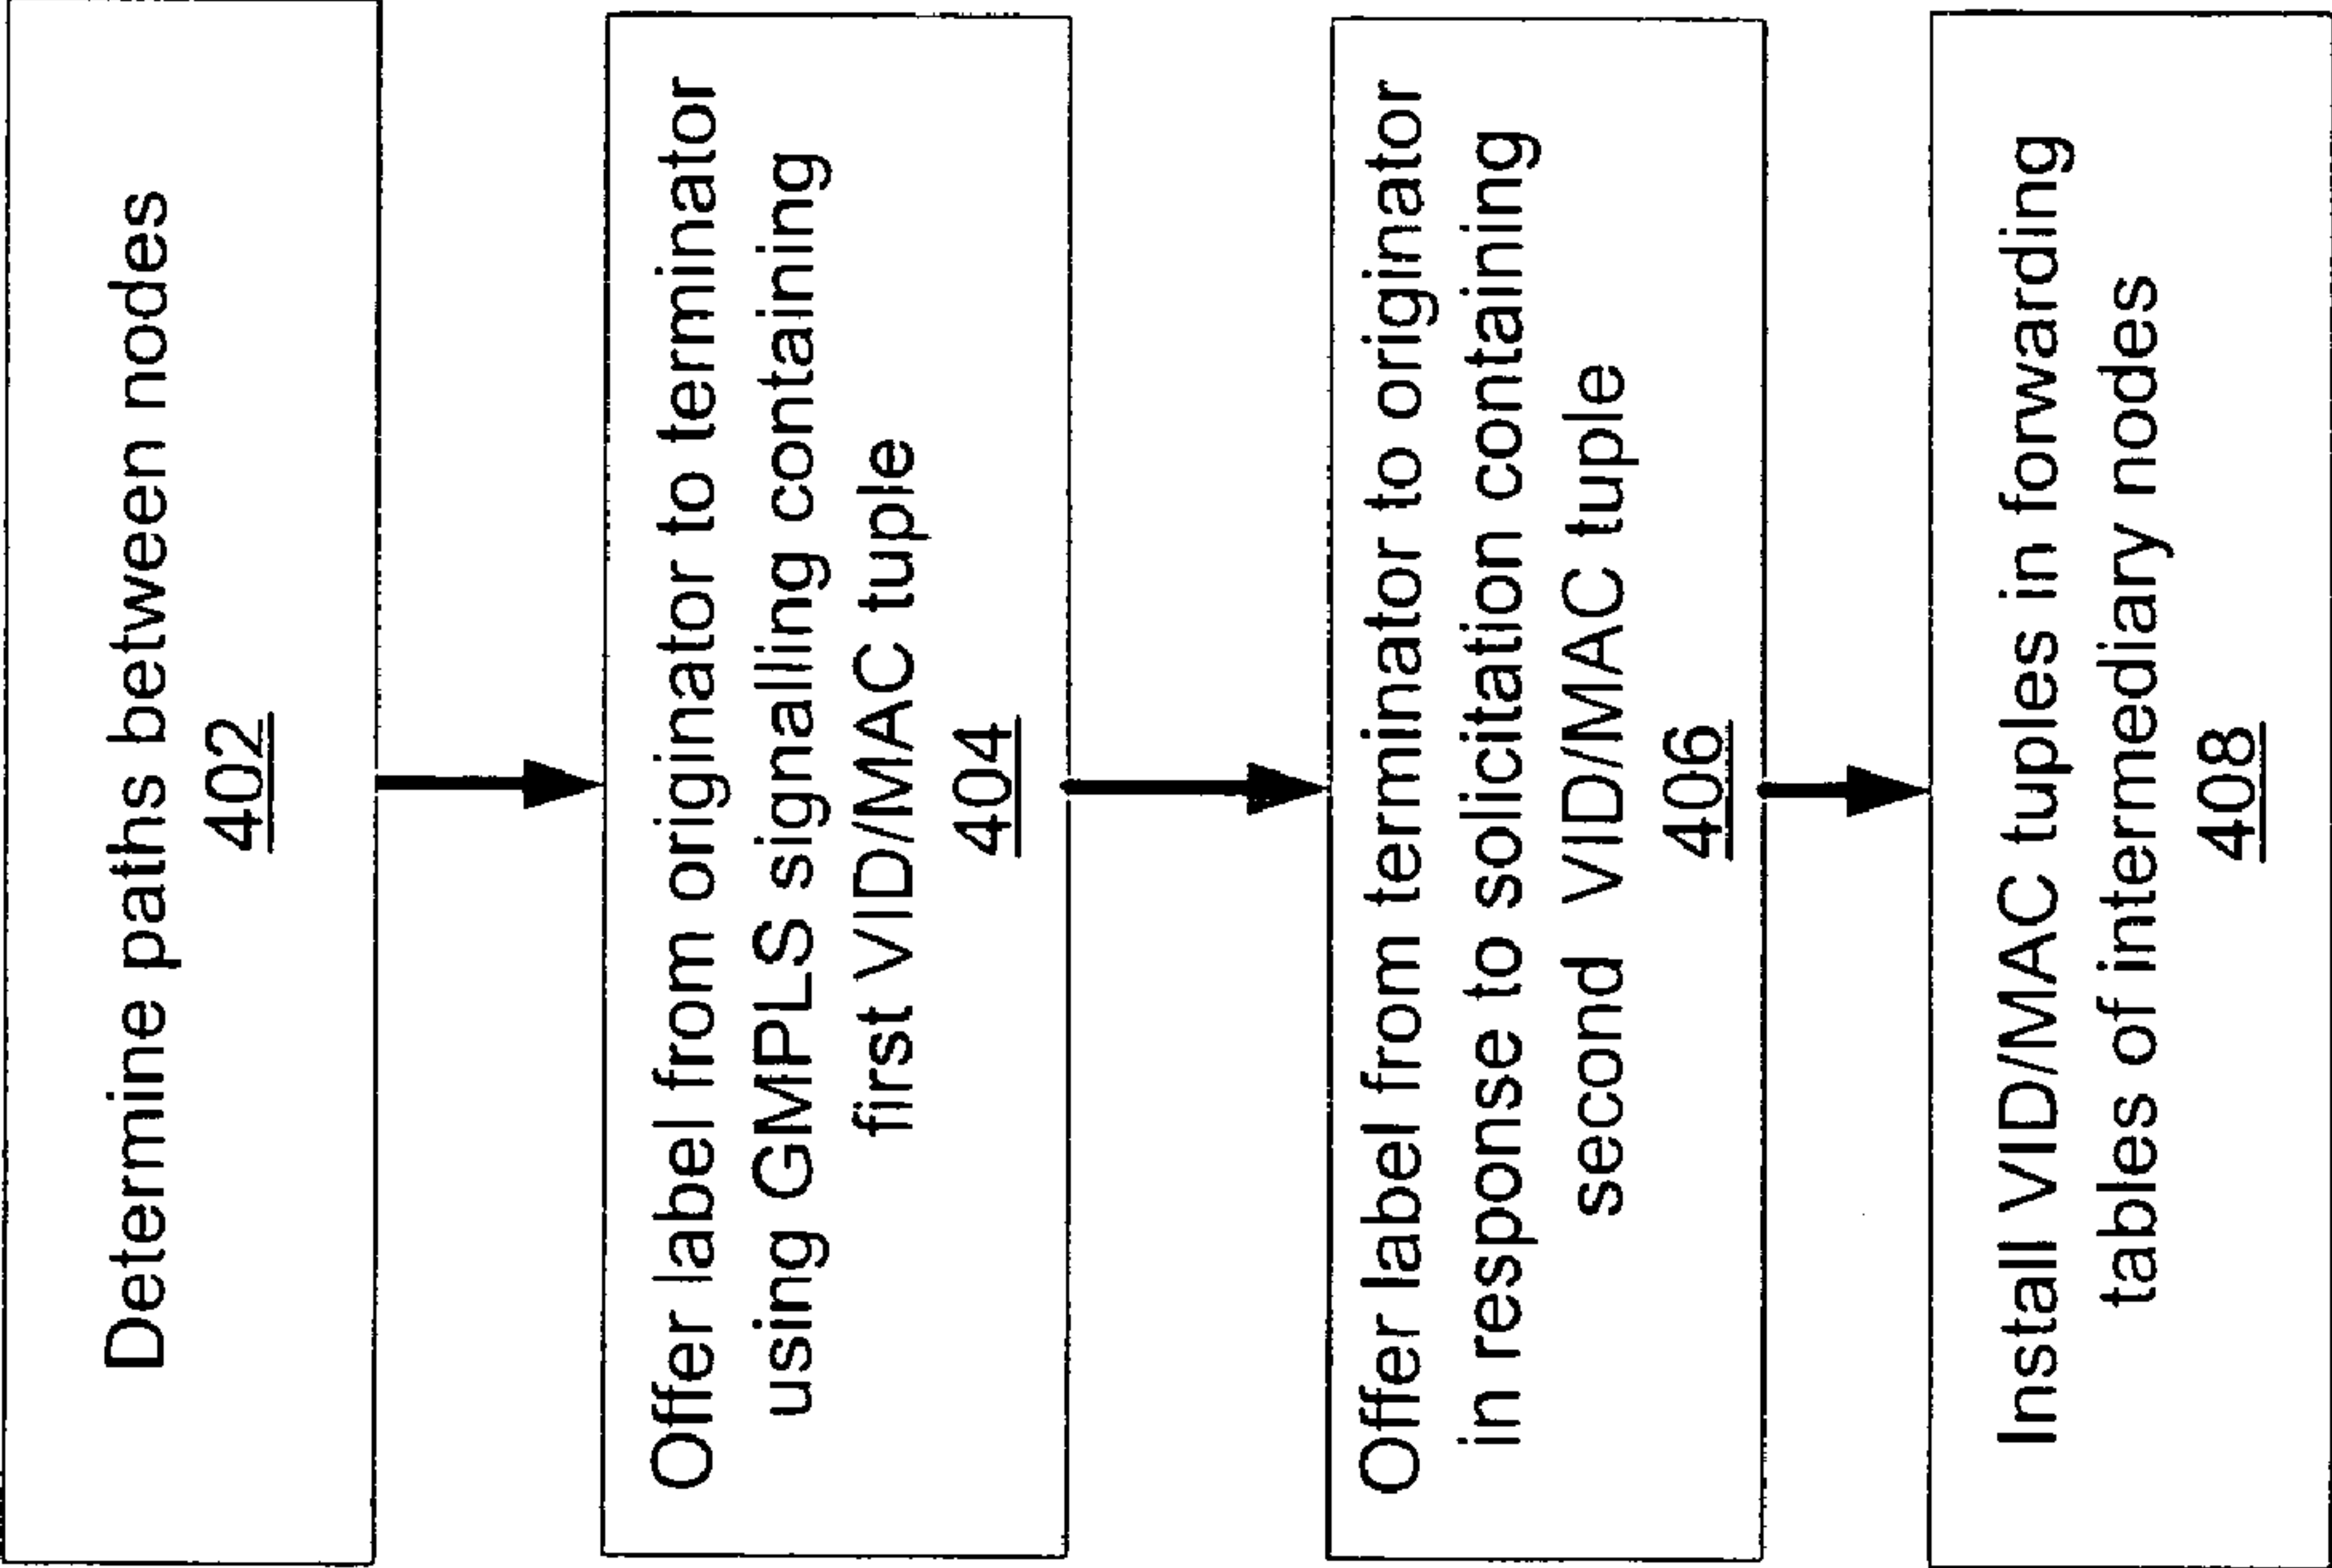 Determine paths between nodes
402
Offer label from originator to terminator
using GMPLS signalling containing
first VID/MAC tuple
404
Offer label from terminator to originator
in response to solicitation containing
second VID/MAC tuple
406
Install VID/MAC tuples in forwarding
tables of intermediary nodes
408